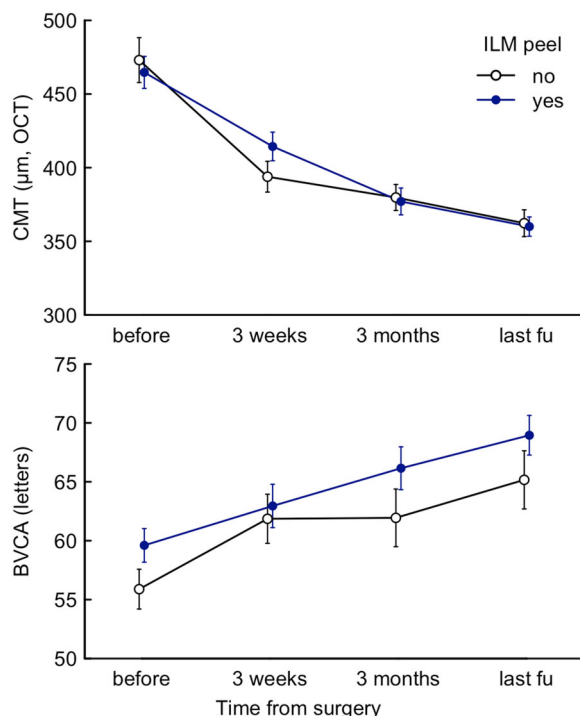 500
450
400
350
300
CMT (µm, OCT)
ILM peel
no
yes
before 3 weeks 3 months last fu
75
70
65
60
55
50
BVCA (letters)
before 3 weeks 3 months last fu
Time from surgery